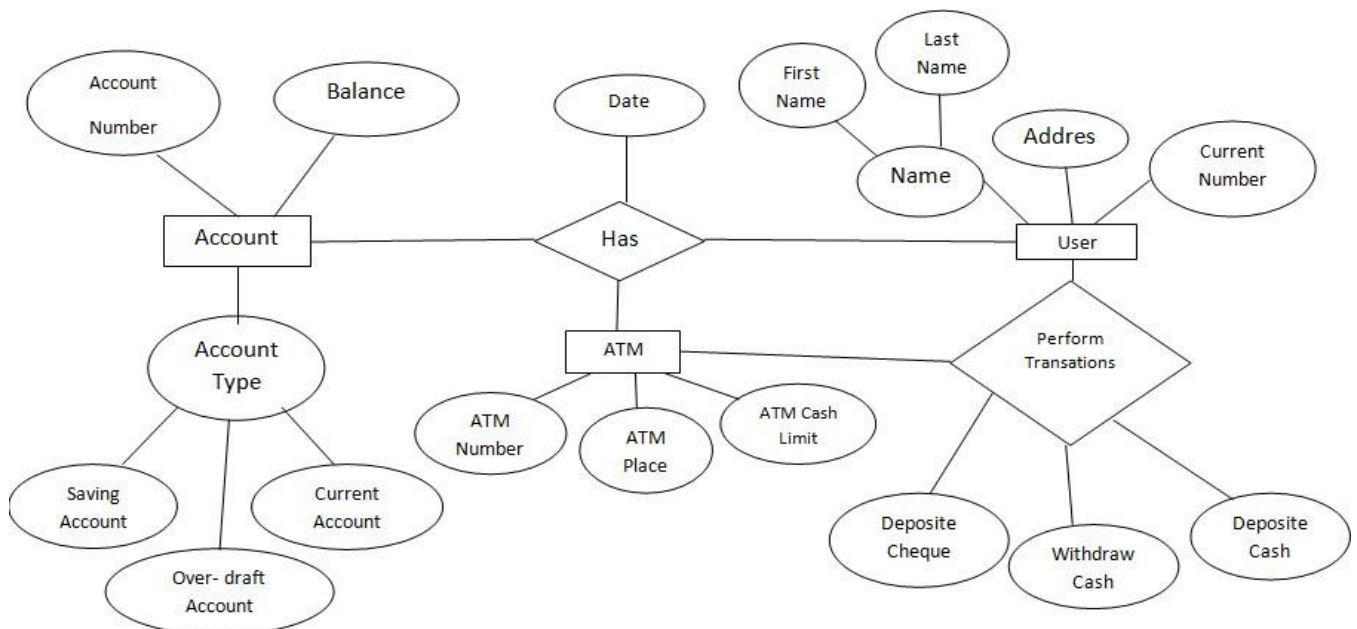 Last
Name
First
Name
Account
Number
Balance
Date
Addres
Current
Number
Name
Account
Has
User
ATM
Perform
Transations
Account
Type
ATM
Number
ATM
Place
ATM Cash
Limit
Saving
Account
Current
Account
Over- draft
Account
Deposite
Cheque
Withdraw
Cash
Deposite
Cash